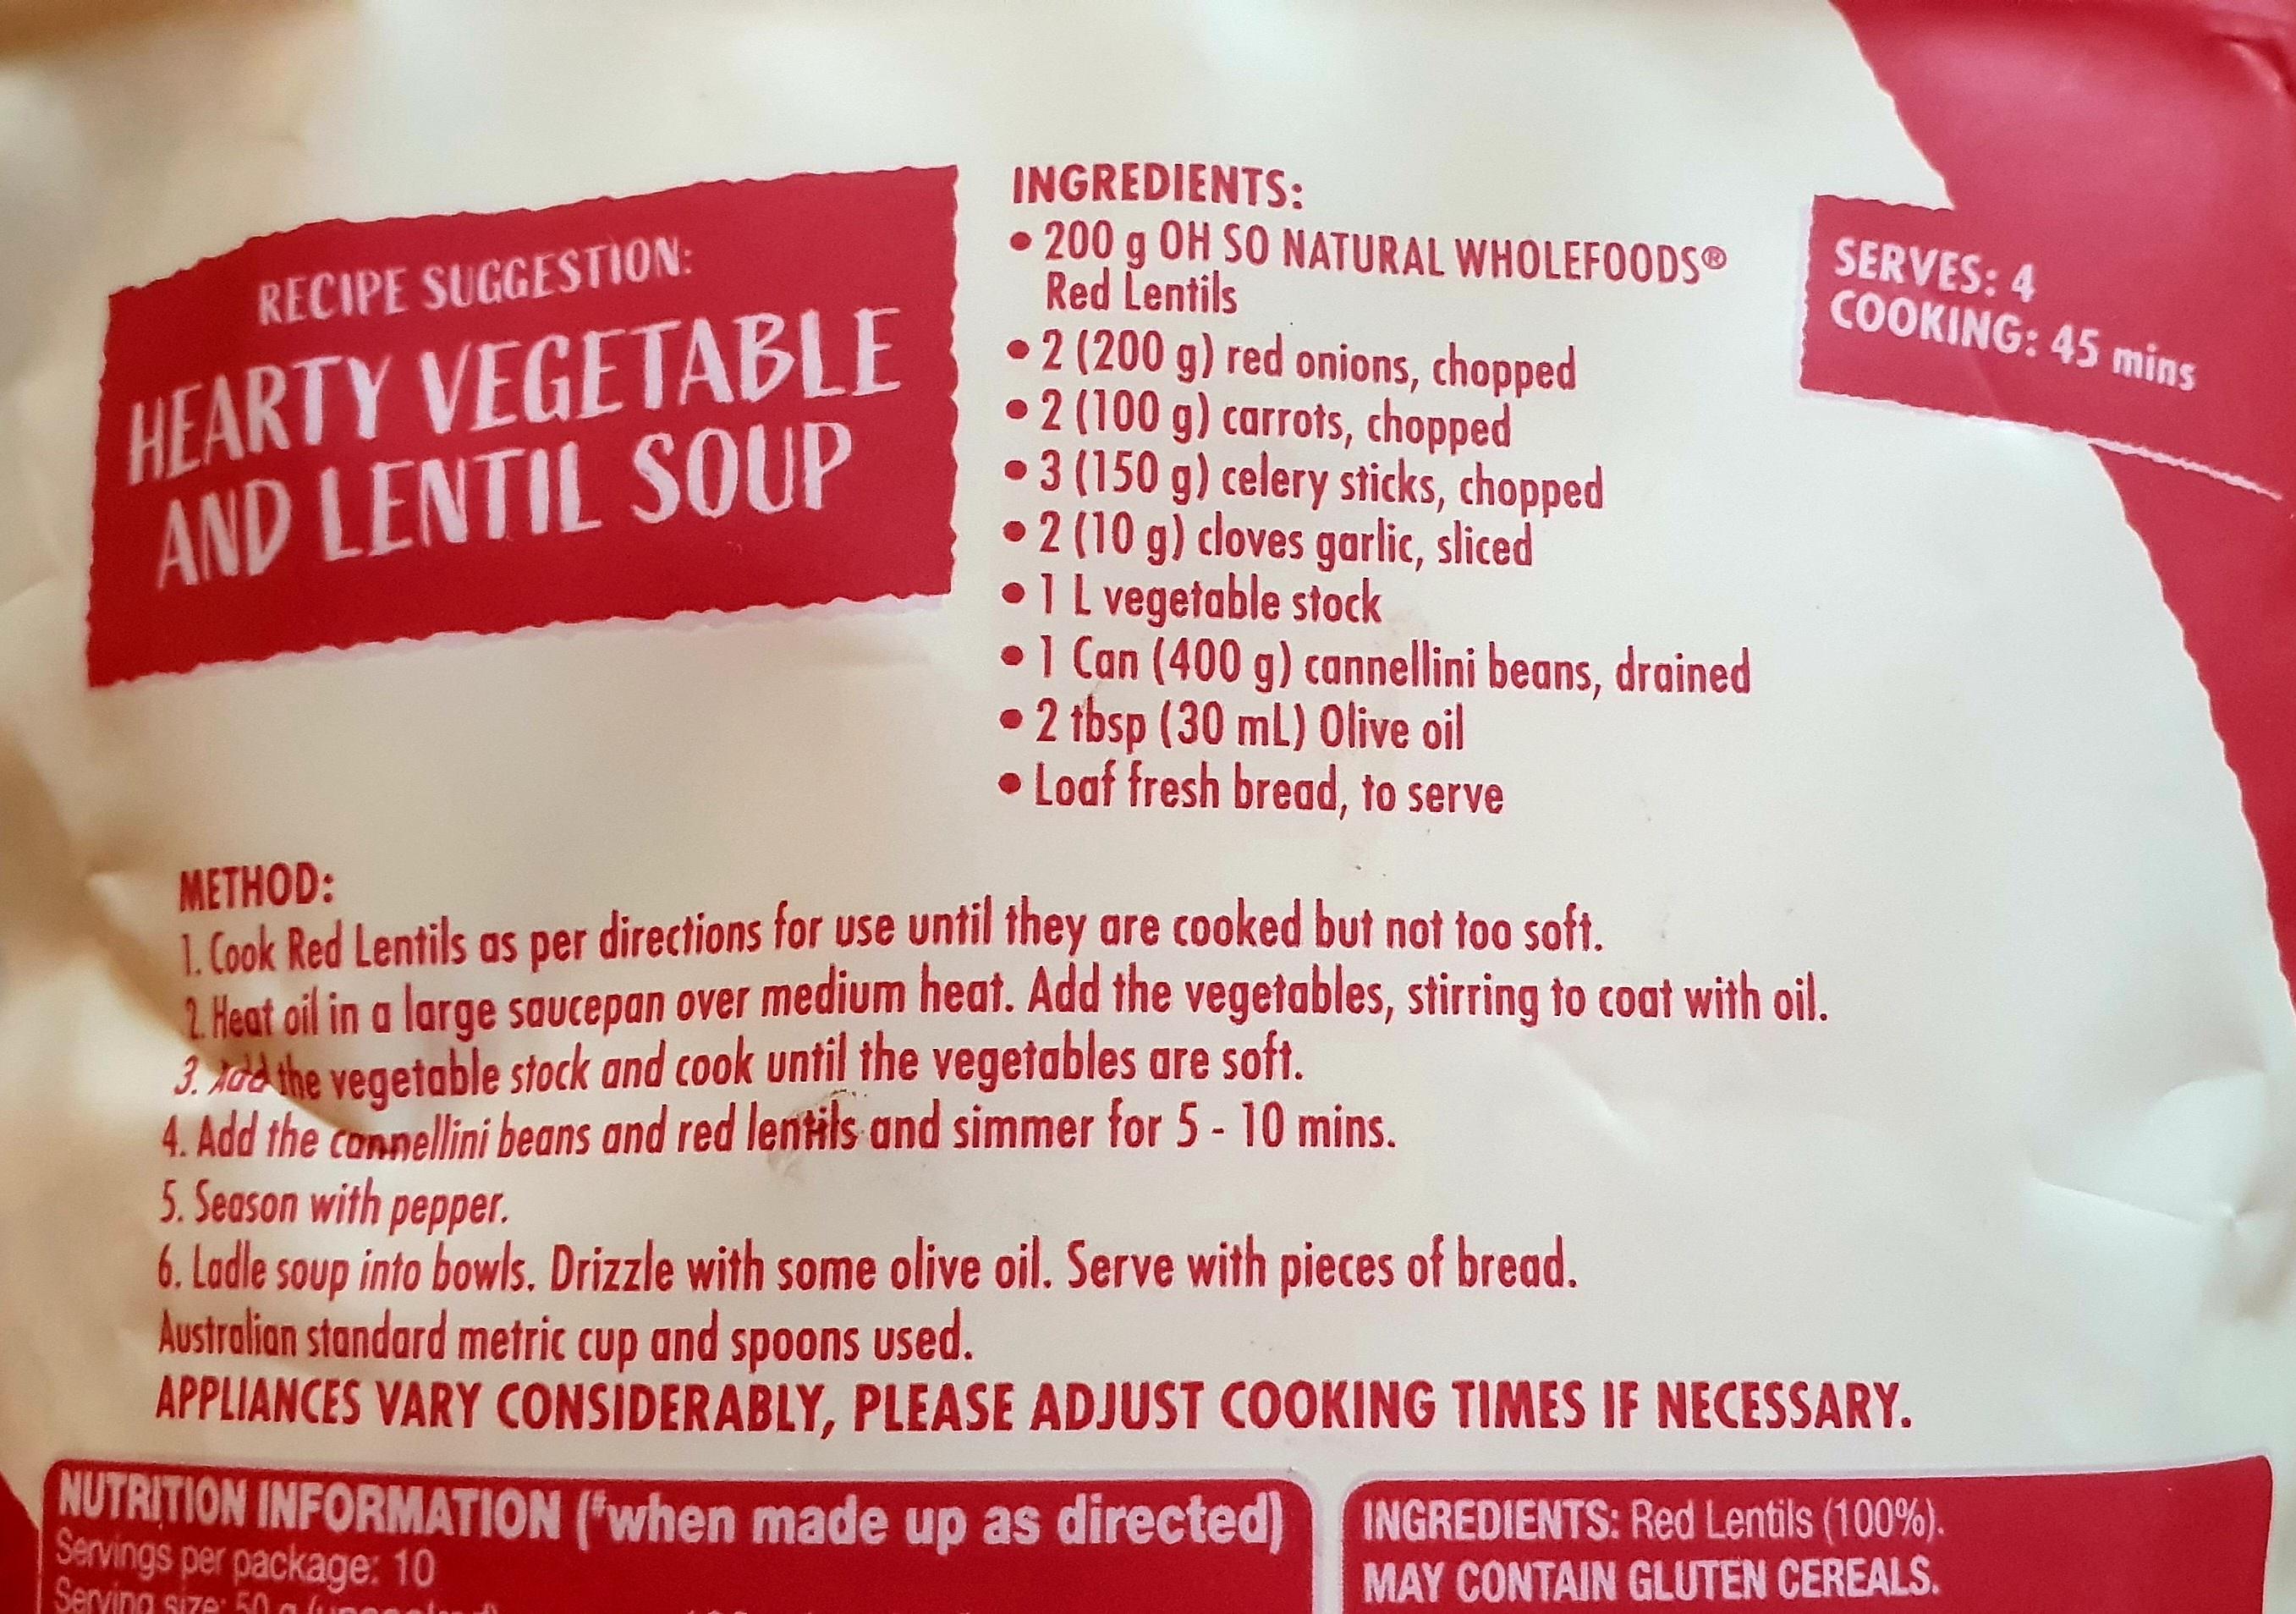 RECIPE SUGGESTION:
HEARTY VEGETABLE
AND LENTIL SOUP
INGREDIENTS:
• 200 g OH SO NATURAL WHOLEFOODS®
Red Lentils
• 2 (200 g) red onions, chopped
• 2 (100 g) carrots, chopped
• 3 (150 g) celery sticks, chopped
• 2 (10 g) cloves garlic, sliced
• 1 L vegetable stock
• 1 Can (400 g) cannellini beans, drained
• 2 tbsp (30 mL) Olive oil
• Loaf fresh bread, to serve
SERVES: 4
COOKING: 45 mins
METHOD:
1. Cook Red Lentils as per directions for use until they are cooked but not too soft.
2. Heat oil in a large saucepan over medium heat. Add the vegetables, stirring to coat with oil.
3. Add the vegetable stock and cook until the vegetables are soft.
4. Add the cannellini beans and red lentils and simmer for 5 - 10 mins.
5. Season with pepper.
6. Ladle soup into bowls. Drizzle with some olive oil. Serve with pieces of bread.
Australian standard metric cup and spoons used.
APPLIANCES VARY CONSIDERABLY, PLEASE ADJUST COOKING TIMES IF NECESSARY.
NUTRITION INFORMATION (#when made up as directed)
Servings per package: 10
Serving size: 50 g
INGREDIENTS: Red Lentils (100%).
MAY CONTAIN GLUTEN CEREALS.